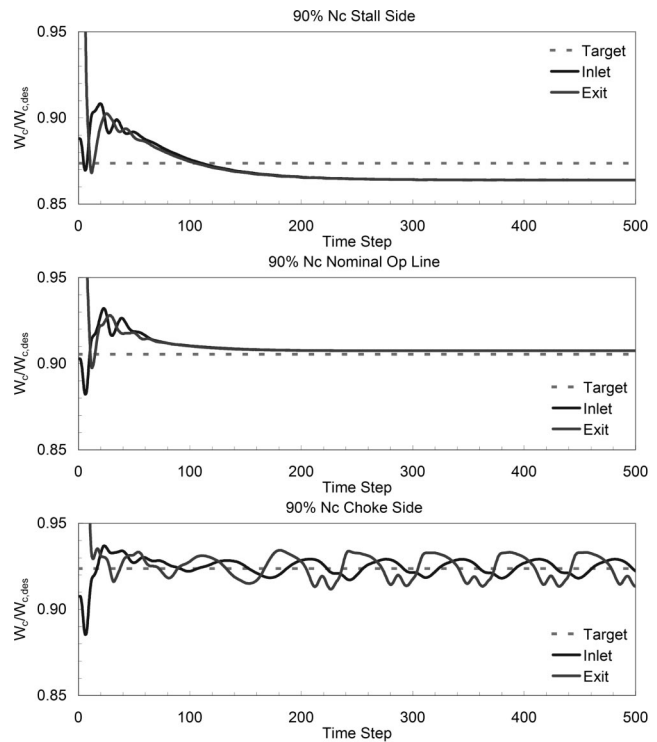 90% Nc Stall Side
0.95
0.90
0.85
Wc/Wc,des
Target
Inlet
Exit
0 100 200 300 400 500
Time Step
90% Nc Nominal Op Line
0.95
0.90
0.85
Wc/Wc,des
Target
Inlet
Exit
0 100 200 300 400 500
Time Step
90% Nc Choke Side
0.95
0.90
0.85
Wc/Wc,des
Target
Inlet
Exit
0 100 200 300 400 500
Time Step